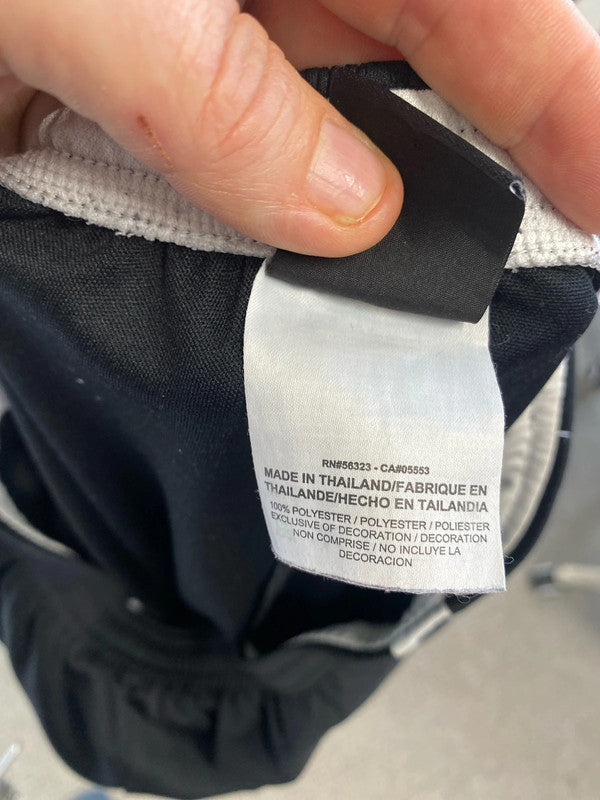 RN#56323 - CA#05553
MADE IN THAILAND/FABRIQUE EN
THAILANDE/HECHO EN TAILANDIA
100% POLYESTER / POLYESTER / POLIESTER
EXCLUSIVE OF DECORATION / DECORATION
NON COMPRISE / NO INCLUYE LA
DECORACION